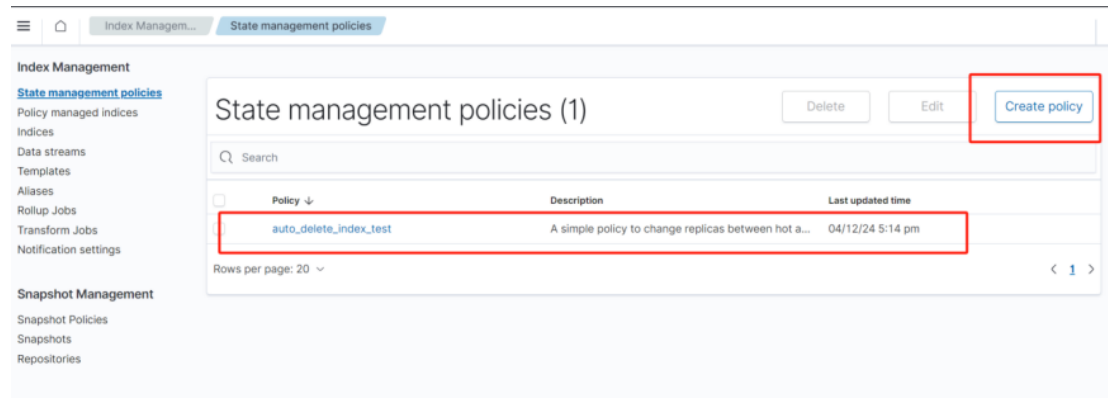 Index Managem... State management policies
Index Management
State management policies
Policy managed indices
Indices
Data streams
Templates
Aliases
Rollup Jobs
Transform Jobs
Notification settings
Snapshot Management
Snapshot Policies
Snapshots
Repositories
State management policies (1)
Delete Edit Create policy
Search
Policy ↓ Description Last updated time
auto_delete_index_test A simple policy to change replicas between hot a... 04/12/24 5:14 pm
Rows per page: 20
< 1 >